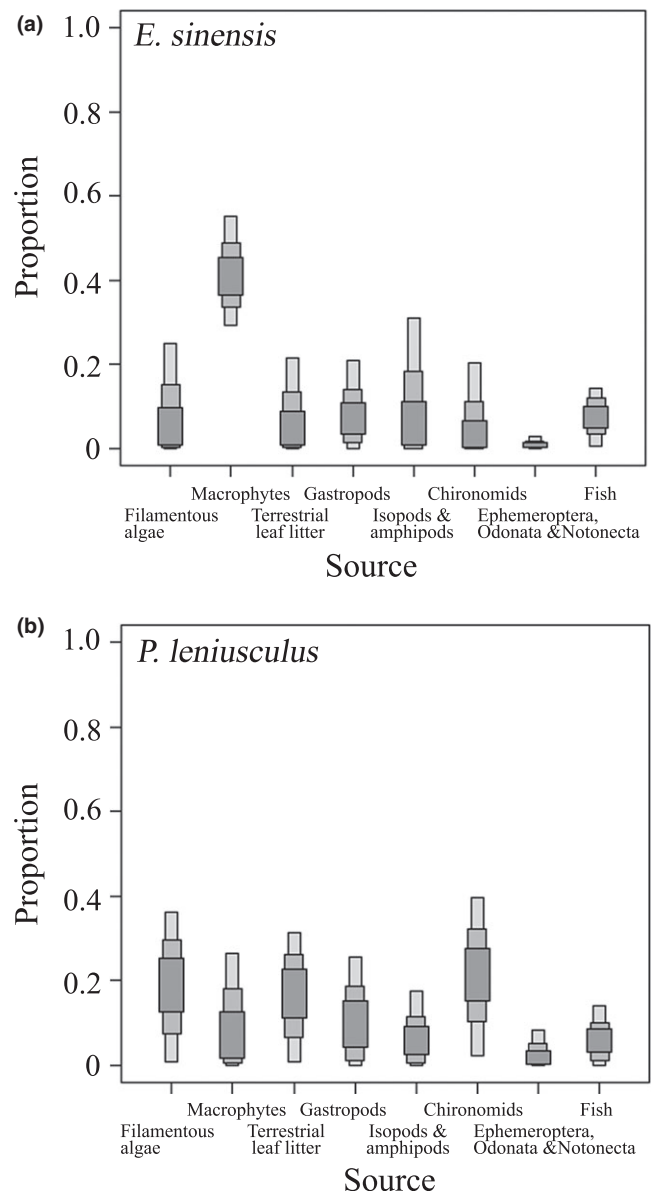 (a)
E. sinensis
Proportion
1.0
0.8
0.6
0.4
0.2
0
Macrophytes Gastropods Chironomids Fish
Filamentous Terrestrial Isopods & Ephemeroptera,
algae leaf litter amphipods Odonata &Notonecta
Source
(b)
P. leniusculus
Proportion
1.0
0.8
0.6
0.4
0.2
0
Macrophytes Gastropods Chironomids Fish
Filamentous Terrestrial Isopods & Ephemeroptera,
algae leaf litter amphipods Odonata &Notonecta
Source